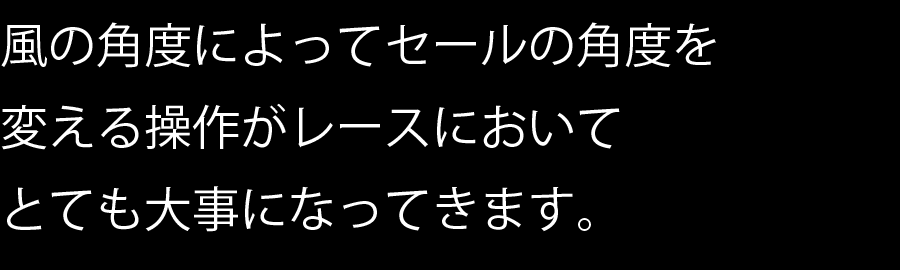 風の角度によってセールの角度を
変える操作がレースにおいて
とても大事になってきます。